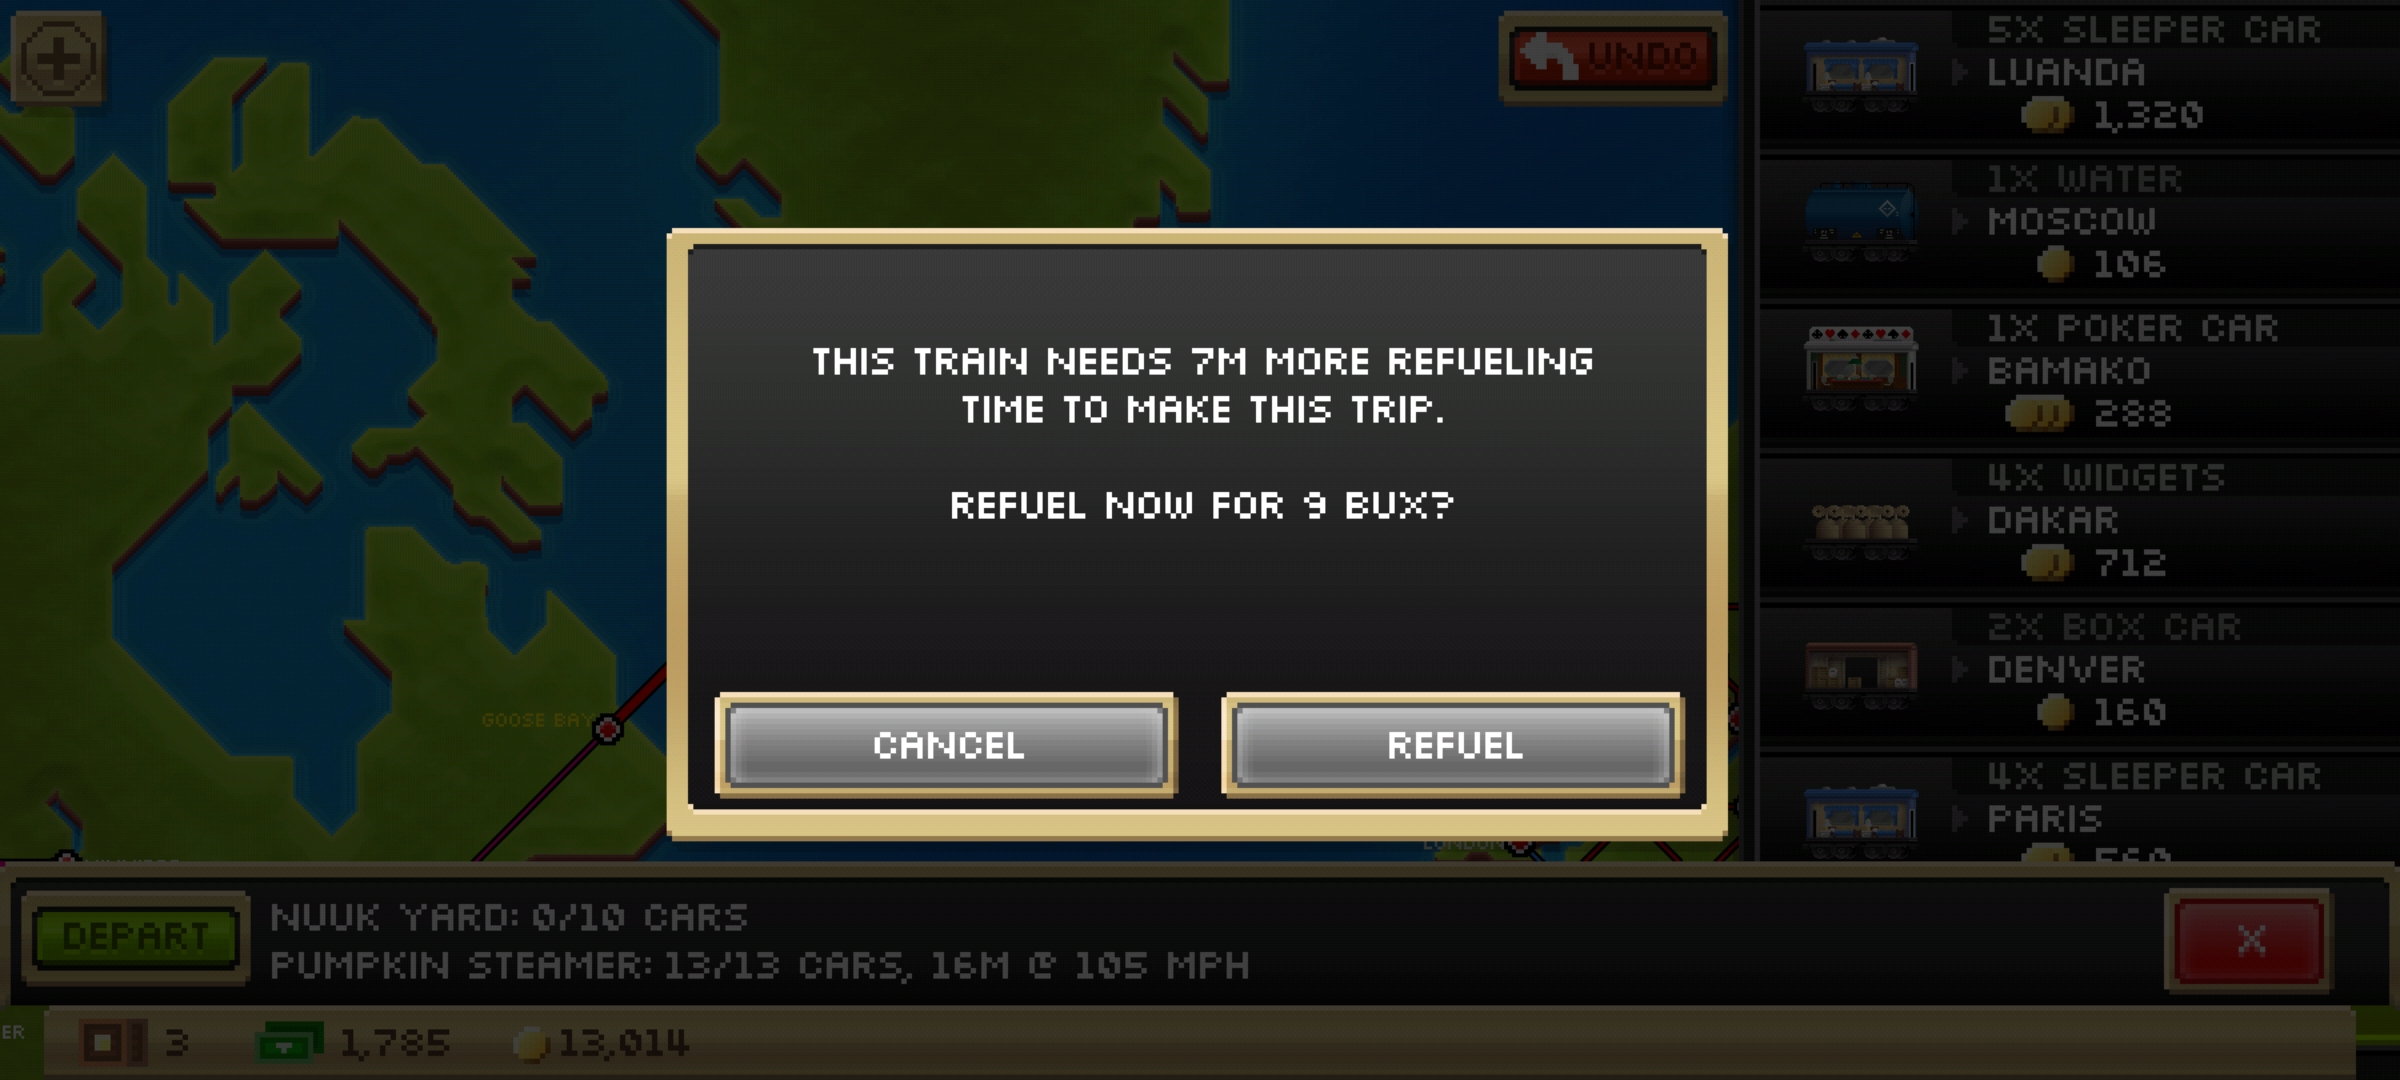 UNDO
5X SLEEPER CAR
LUANDA
1,320
1X WATER
MOSCOW
106
1X POKER CAR
BAMAKO
288
4X WIDGETS
DAKAR
712
2X BOX CAR
DENVER
160
4X SLEEPER CAR
PARIS
560
THIS TRAIN NEEDS 7M MORE REFUELING
TIME TO MAKE THIS TRIP.
REFUEL NOW FOR 9 BUX?
CANCEL
REFUEL
GOOSE BAY
LONDON
DEPART
NUUK YARD: 0/10 CARS
PUMPKIN STEAMER: 13/13 CARS, 16M @ 105 MPH
X
ER
3
1,785
13,014